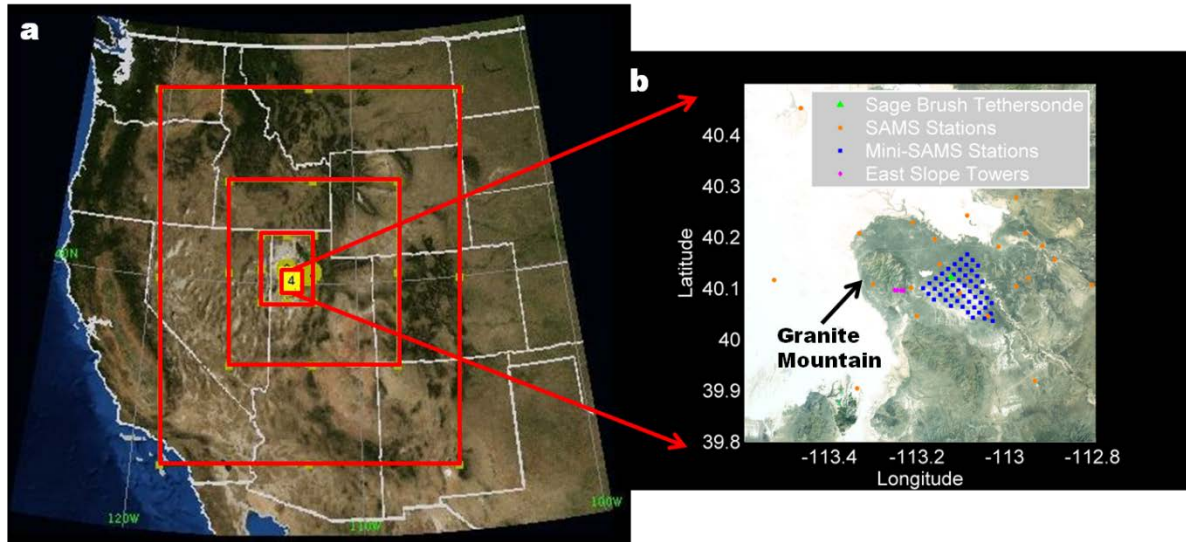 a
40N
4
120W
110W
100W
b
Sage Brush Tethersonde
SAMS Stations
Mini-SAMS Stations
East Slope Towers
40.4
40.3
40.2
40.1
40
39.9
39.8
Latitude
Granite
Mountain
-113.4
-113.2
-113
-112.8
Longitude